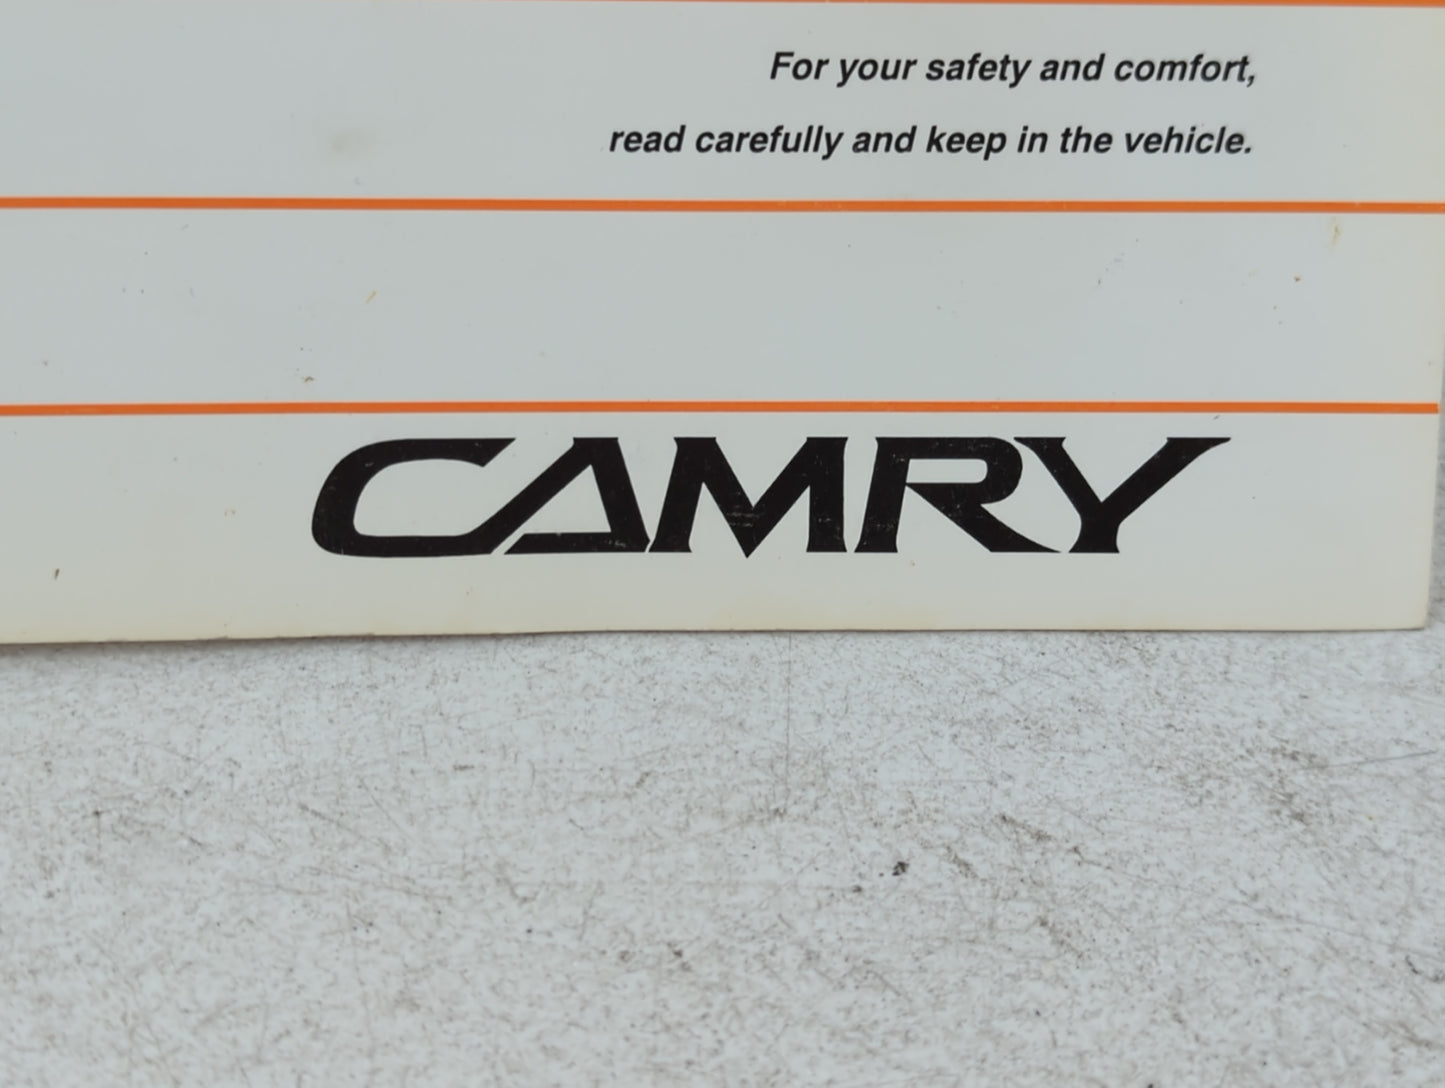 For your safety and comfort,
read carefully and keep in the vehicle.
CAMRY